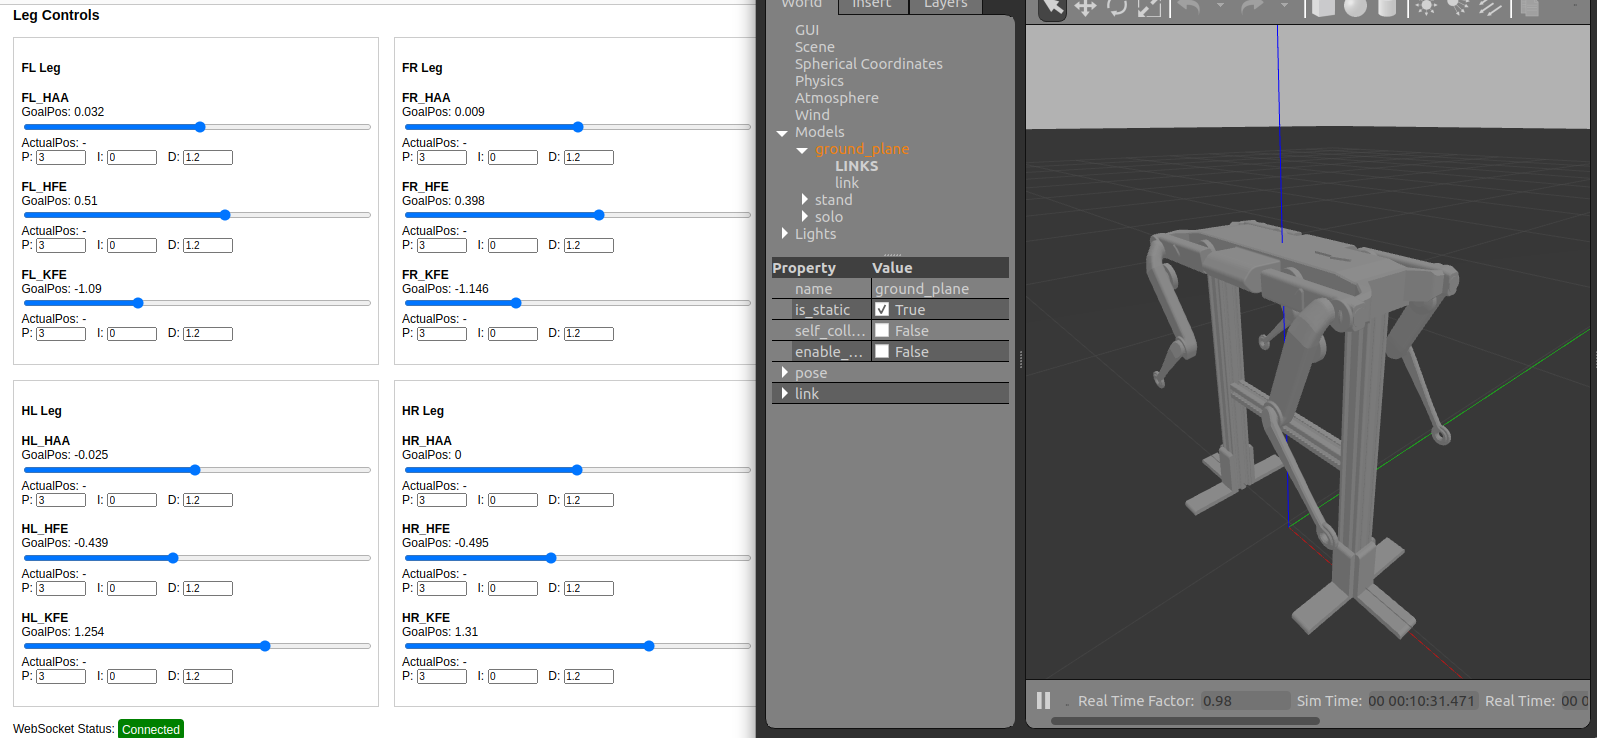 Leg Controls
FL Leg
FL_HAA
GoalPos: 0.032
ActualPos: -
P: 3 I: 0 D: 1.2
FL_HFE
GoalPos: 0.51
ActualPos: -
P: 3 I: 0 D: 1.2
FL_KFE
GoalPos: -1.09
ActualPos: -
P: 3 I: 0 D: 1.2
FR Leg
FR_HAA
GoalPos: 0.009
ActualPos: -
P: 3 I: 0 D: 1.2
FR_HFE
GoalPos: 0.398
ActualPos: -
P: 3 I: 0 D: 1.2
FR_KFE
GoalPos: -1.146
ActualPos: -
P: 3 I: 0 D: 1.2
HL Leg
HL_HAA
GoalPos: -0.025
ActualPos: -
P: 3 I: 0 D: 1.2
HL_HFE
GoalPos: -0.439
ActualPos: -
P: 3 I: 0 D: 1.2
HL_KFE
GoalPos: 1.254
ActualPos: -
P: 3 I: 0 D: 1.2
HR Leg
HR_HAA
GoalPos: 0
ActualPos: -
P: 3 I: 0 D: 1.2
HR_HFE
GoalPos: -0.495
ActualPos: -
P: 3 I: 0 D: 1.2
HR_KFE
GoalPos: 1.31
ActualPos: -
P: 3 I: 0 D: 1.2
WebSocket Status: Connected
World Insert Layers
GUI
Scene
Spherical Coordinates
Physics
Atmosphere
Wind
Models
ground_plane
LINKS
link
stand
solo
Lights
Property Value
name ground_plane
is_static True
self_coll... False
enable_... False
pose
link
Real Time Factor: 0.98 Sim Time: 00 00:10:31.471 Real Time: 00 0